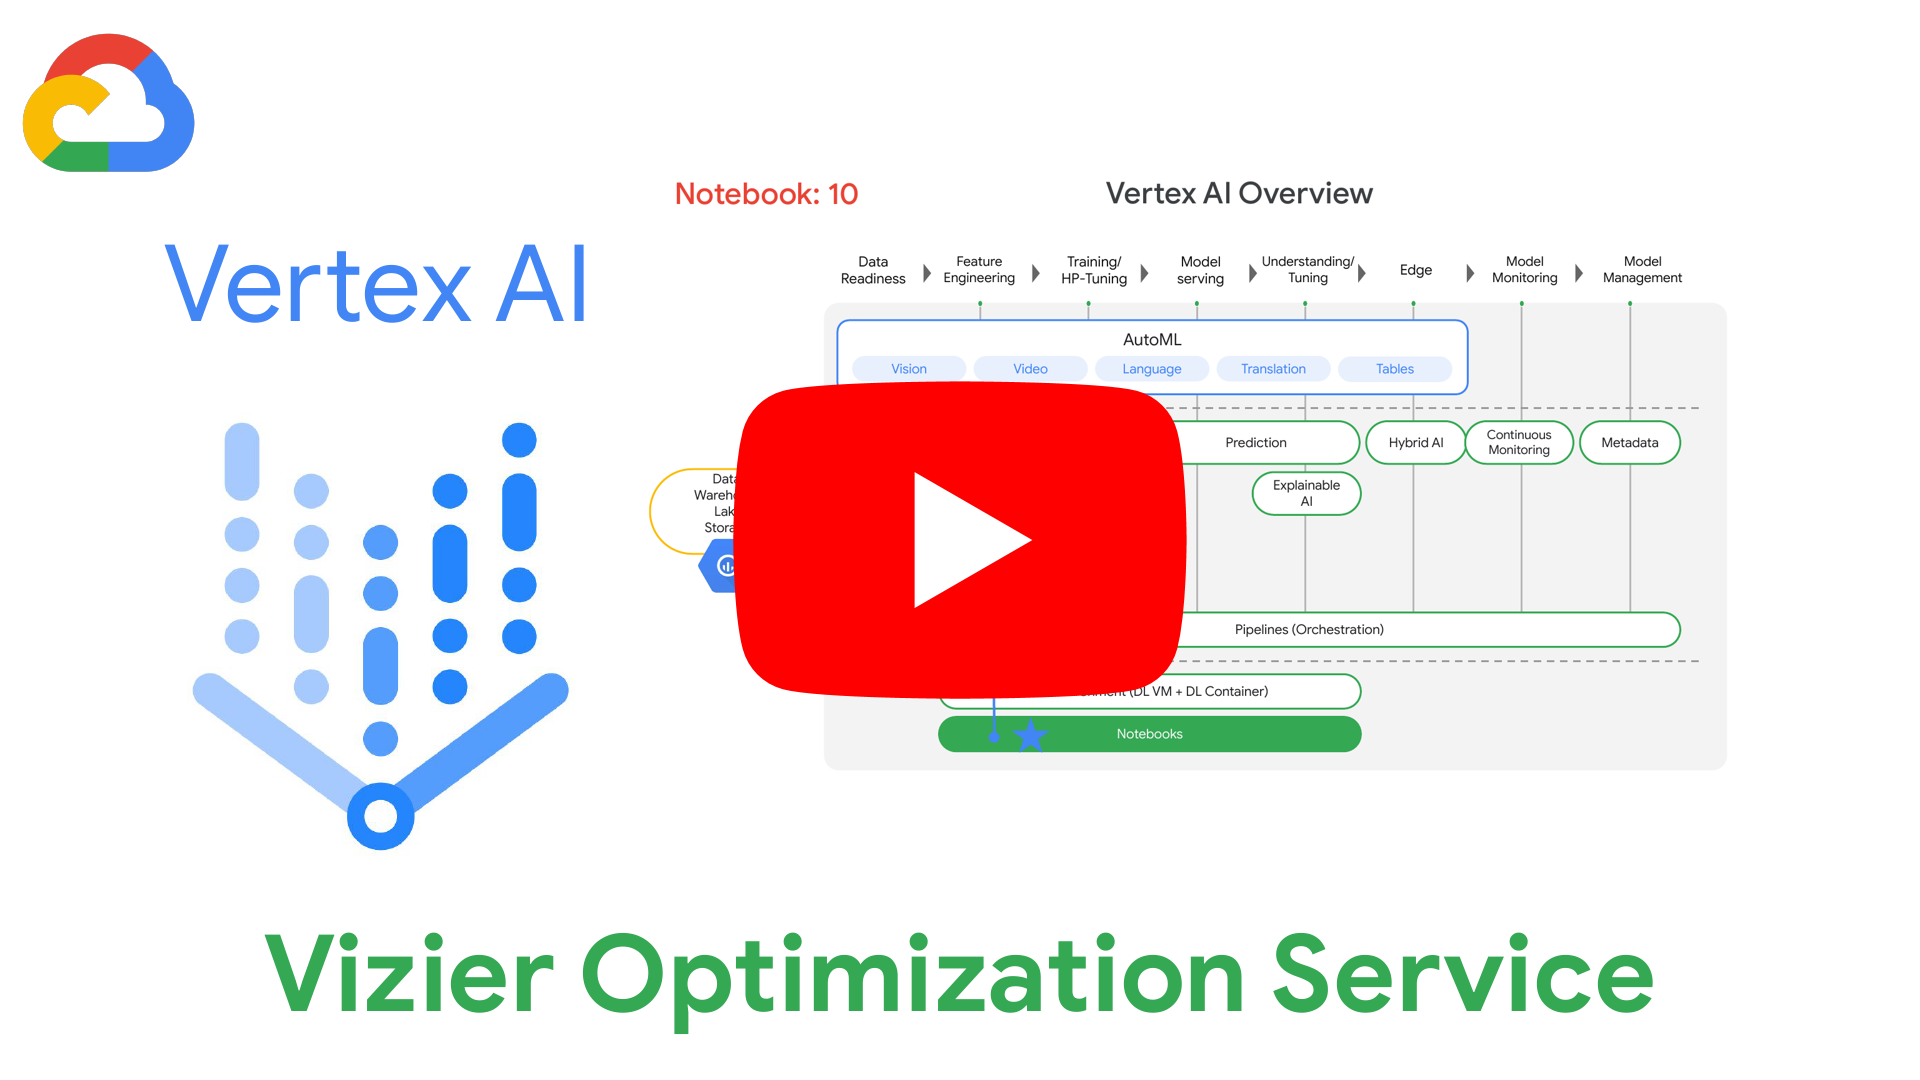 Notebook: 10
Vertex AI Overview
Vertex AI
Data
Readiness
Feature
Engineering
Training/
HP-Tuning
Model
serving
Understanding/
Tuning
Edge
Model
Monitoring
Model
Management
AutoML
Vision
Video
Language
Translation
Tables
Prediction
Hybrid AI
Continuous
Monitoring
Metadata
Explainable
AI
Data
Pipelines (Orchestration)
(DL VM + DL Container)
Notebooks
Vizier Optimization Service